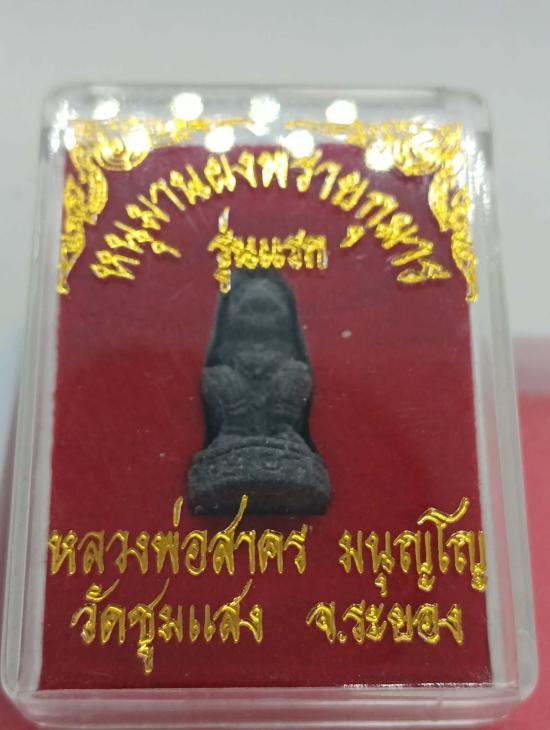 หนุมานผงพรายกุมาร
รุ่นแรก
หลวงพ่อสาคร มนุญโญ
วัดชุมแสง จ.ระยอง